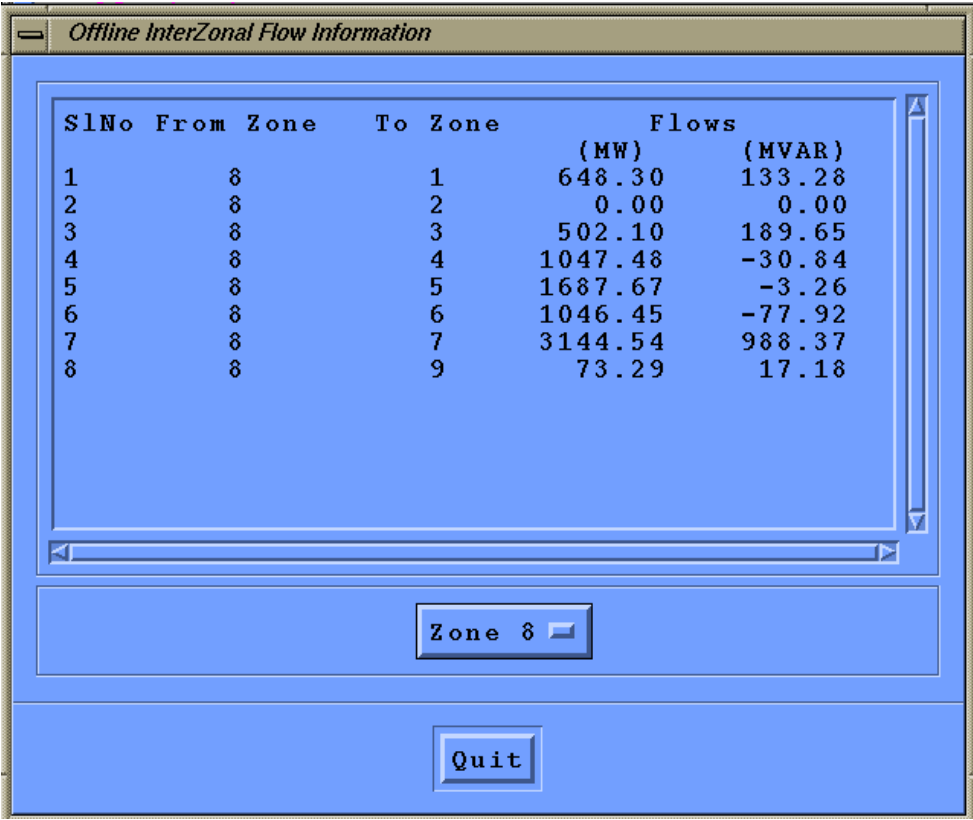 Offline InterZonal Flow Information
SlNo From Zone To Zone Flows
(MW) (MVAR)
1 8 1 648.30 133.28
2 8 2 0.00 0.00
3 8 3 502.10 189.65
4 8 4 1047.48 -30.84
5 8 5 1687.67 -3.26
6 8 6 1046.45 -77.92
7 8 7 3144.54 988.37
8 8 9 73.29 17.18
Zone 8
Quit